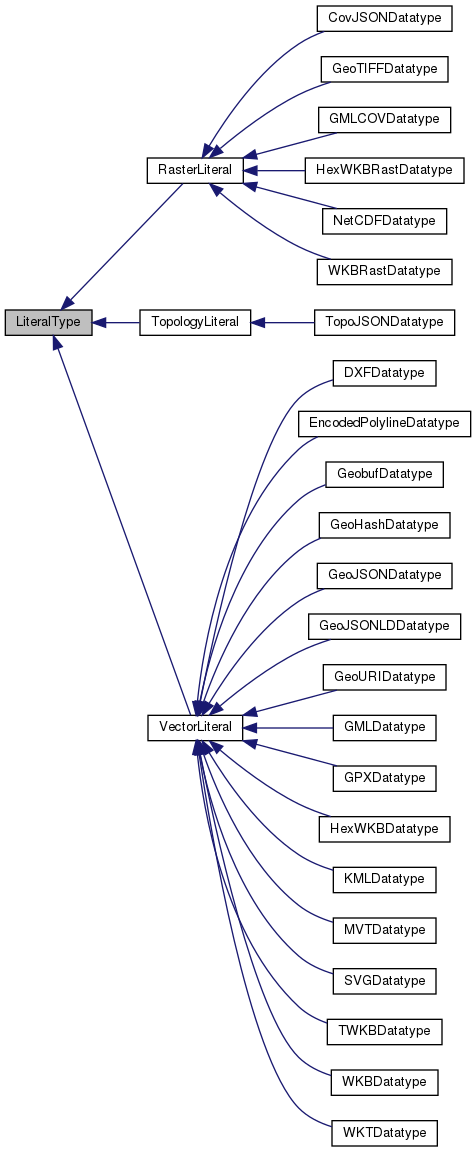 CovJSONDatatype
GeoTIFFDatatype
GMLCOVDatatype
RasterLiteral
HexWKBRastDatatype
NetCDFDatatype
WKBRastDatatype
LiteralType
TopologyLiteral
TopoJSONDatatype
DXFDatatype
EncodedPolylineDatatype
GeobufDatatype
GeoHashDatatype
GeoJSONDatatype
GeoJSONLDDatatype
GeoURIDatatype
VectorLiteral
GMLDatatype
GPXDatatype
HexWKBDatatype
KMLDatatype
MVTDatatype
SVGDatatype
TWKBDatatype
WKBDatatype
WKTDatatype